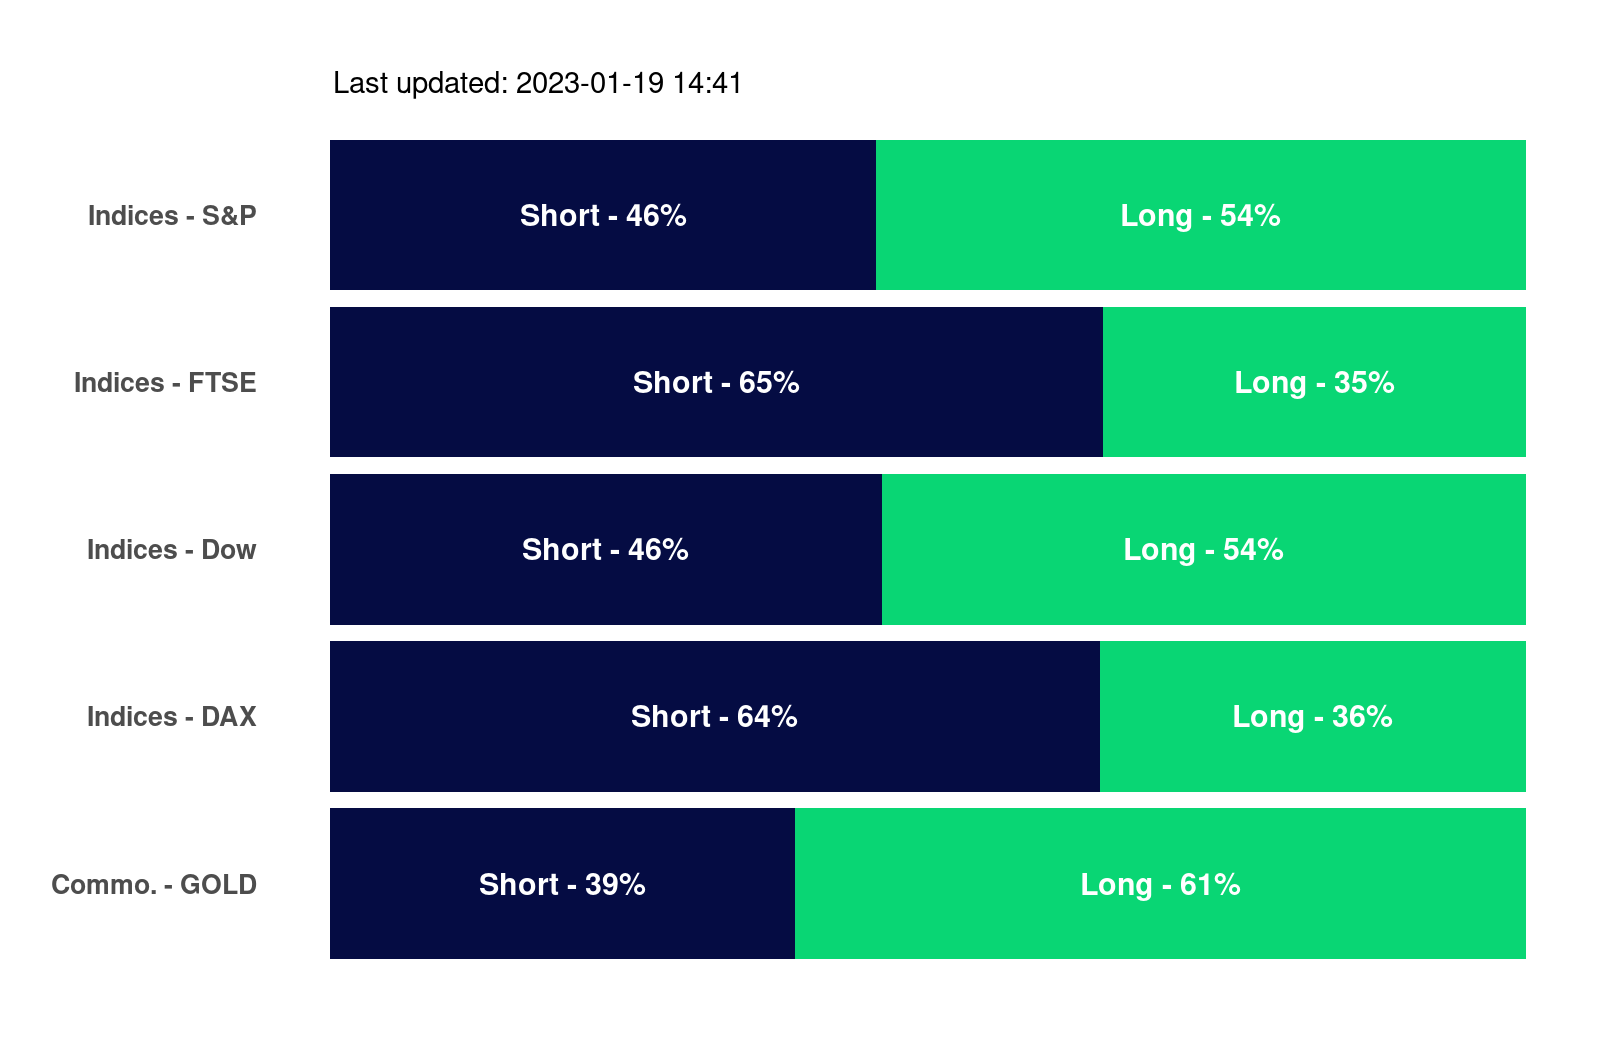 Last updated: 2023-01-19 14:41
Indices - S&P Short - 46% Long - 54%
Indices - FTSE Short - 65% Long - 35%
Indices - Dow Short - 46% Long - 54%
Indices - DAX Short - 64% Long - 36%
Commo. - GOLD Short - 39% Long - 61%